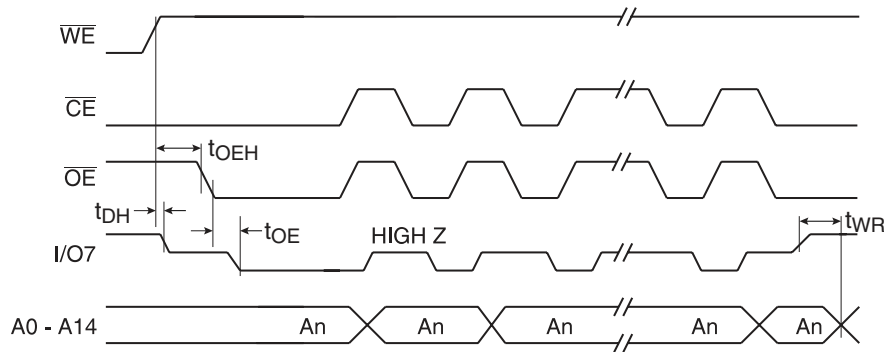 WE
CE
tOEH
OE
tDH
tOE
HIGH Z
tWR
I/O7
A0 - A14
An
An
An
An
An